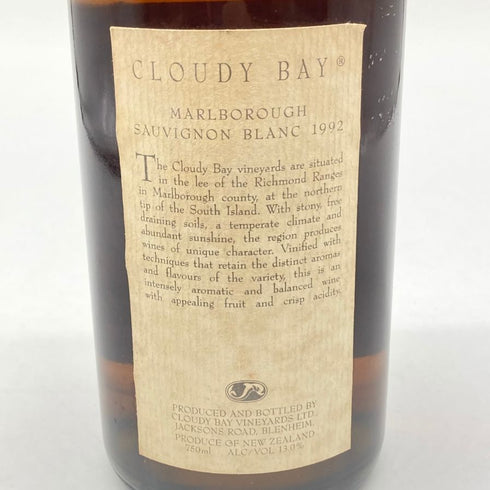 CLOUDY BAY®
MARLBOROUGH
SAUVIGNON BLANC 1992
The Cloudy Bay vineyards are situated
in the lee of the Richmond Ranges
in Marlborough county, at the northern
tip of the South Island. With stony, free
draining soils, a temperate climate and
abundant sunshine, the region produces
wines of unique character. Vinified with
techniques that retain the distinct aromas
and flavours of the variety, this is an
intensely aromatic and balanced wine
with appealing fruit and crisp acidity.
PRODUCED AND BOTTLED BY
CLOUDY BAY VINEYARDS LTD.,
JACKSONS ROAD, BLENHEIM.
PRODUCE OF NEW ZEALAND
750ml ALC/VOL 13.0%